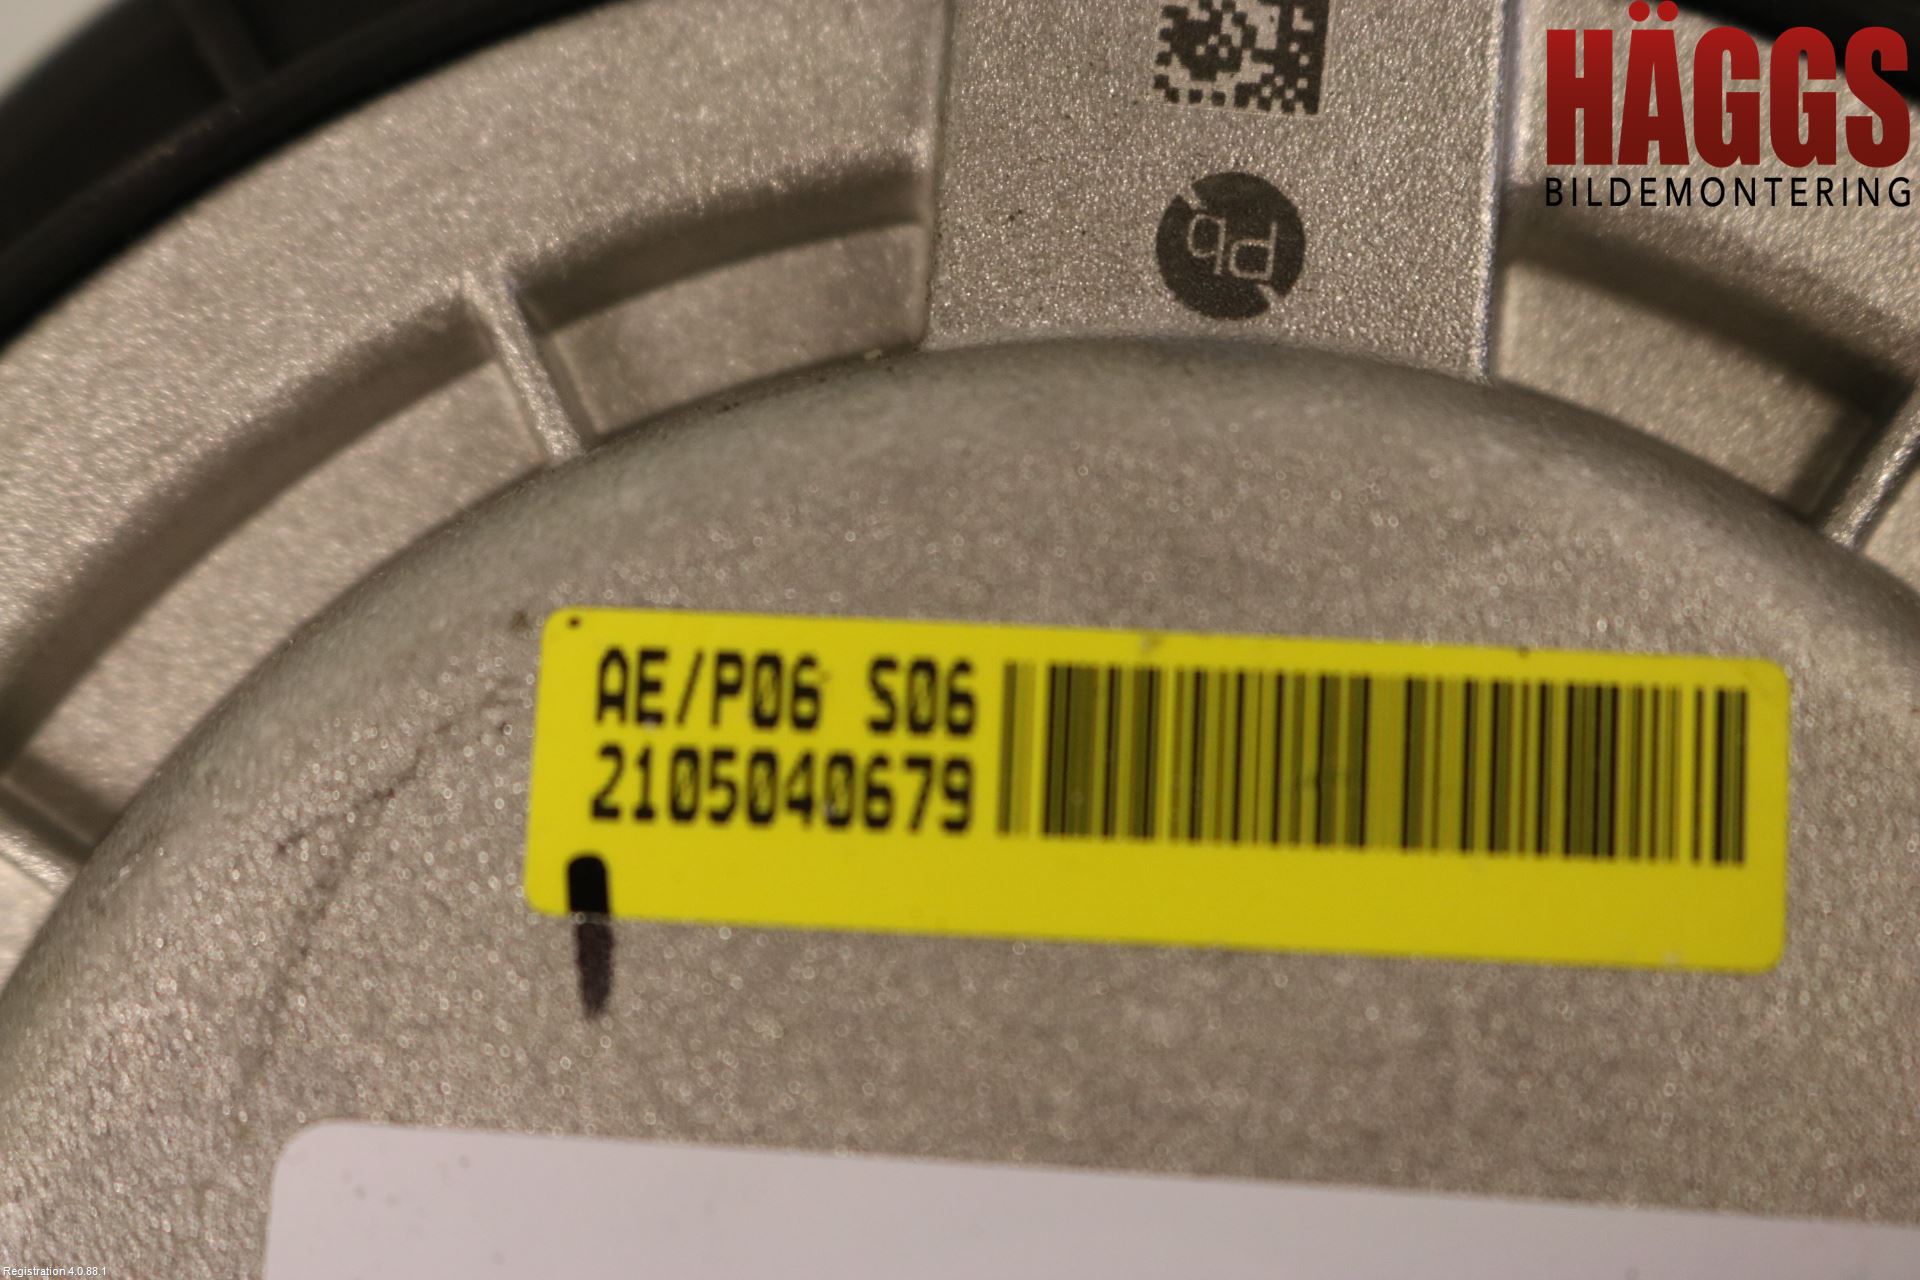 HÄGGS
BILDEMONTERING
pb
AE/P06 S06
2105040679
Registration 4.0.88.1